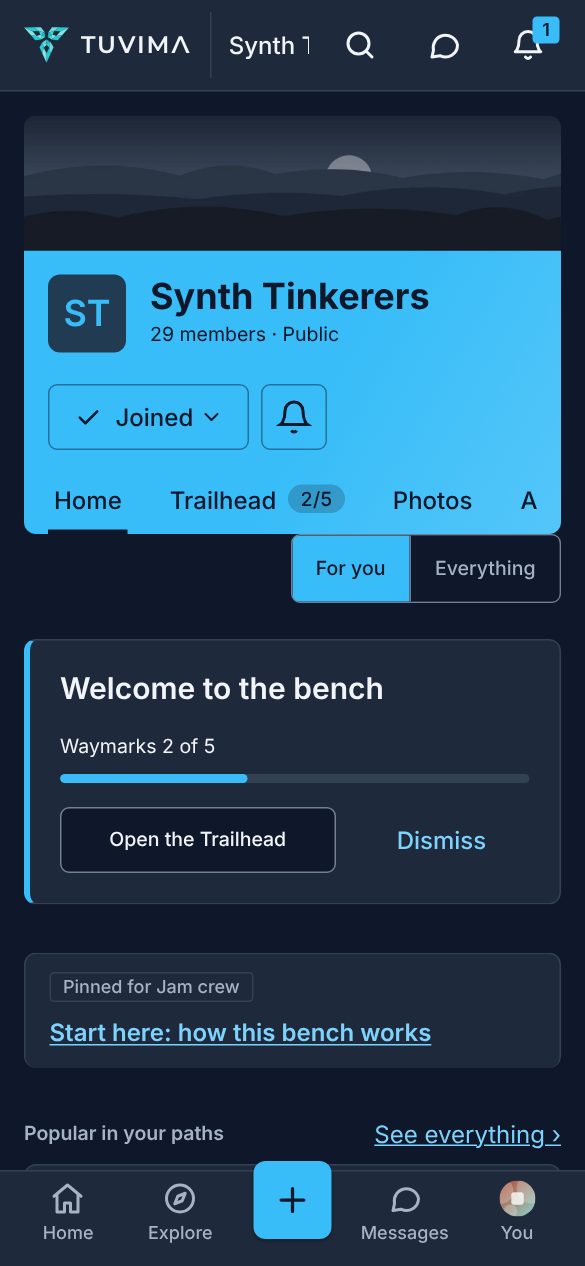 TUVIMA
Synth T
1
ST
Synth Tinkerers
29 members · Public
Joined
Home
Trailhead 2/5
Photos
A
For you
Everything
Welcome to the bench
Waymarks 2 of 5
Open the Trailhead
Dismiss
Pinned for Jam crew
Start here: how this bench works
Popular in your paths
See everything ›
Home
Explore
Messages
You